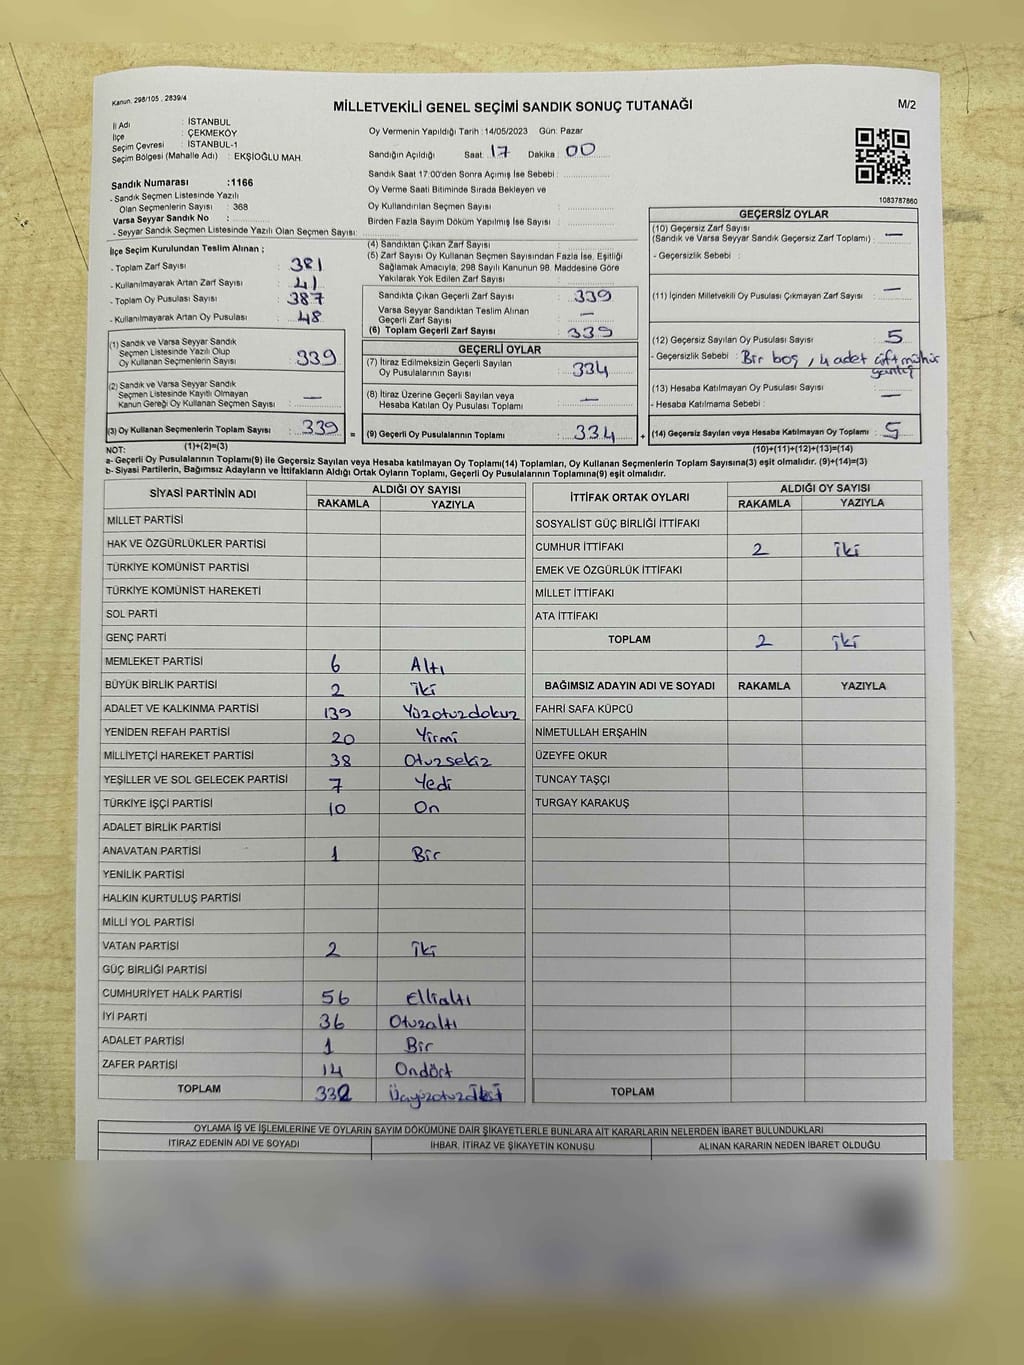 Kanun. 298/105 , 2839/4
MİLLETVEKİLİ GENEL SEÇİMİ SANDIK SONUÇ TUTANAĞI
M/2
İl Adı : İSTANBUL
İlçe : ÇEKMEKÖY
Seçim Çevresi : İSTANBUL-1
Seçim Bölgesi (Mahalle Adı) : EKŞİOĞLU MAH.
Sandık Numarası :1166
- Sandık Seçmen Listesinde Yazılı
Olan Seçmenlerin Sayısı : 368
Varsa Seyyar Sandık No :
- Seyyar Sandık Seçmen Listesinde Yazılı Olan Seçmen Sayısı:
Oy Vermenin Yapıldığı Tarih :14/05/2023 Gün: Pazar
Sandığın Açıldığı Saat: 17 Dakika : 00
Sandık Saat 17:00'den Sonra Açımış İse Sebebi :
Oy Verme Saati Bitiminde Sırada Bekleyen ve
Oy Kullandırılan Seçmen Sayısı :
Birden Fazla Sayım Döküm Yapılmış İse Sayısı :
1083787860
İlçe Seçim Kurulundan Teslim Alınan ;
- Toplam Zarf Sayısı : 381
- Kullanılmayarak Artan Zarf Sayısı : 41
- Toplam Oy Pusulası Sayısı : 387
- Kullanılmayarak Artan Oy Pusulası : 48
(1) Sandık ve Varsa Seyyar Sandık
Seçmen Listesinde Yazılı Olup
Oy Kullanan Seçmenlerin Sayısı : 339
(2) Sandık ve Varsa Seyyar Sandık
Seçmen Listesinde Kayıtlı Olmayan
Kanun Gereği Oy Kullanan Seçmen Sayısı : —
(3) Oy Kullanan Seçmenlerin Toplam Sayısı : 339
(1)+(2)=(3)
(4) Sandıktan Çıkan Zarf Sayısı :
(5) Zarf Sayısı Oy Kullanan Seçmen Sayısından Fazla İse, Eşitliği
Sağlamak Amacıyla, 298 Sayılı Kanunun 98. Maddesine Göre
Yakılarak Yok Edilen Zarf Sayısı :
Sandıkta Çıkan Geçerli Zarf Sayısı : 339
Varsa Seyyar Sandıktan Teslim Alınan
Geçerli Zarf Sayısı : —
(6) Toplam Geçerli Zarf Sayısı : 339
GEÇERLİ OYLAR
(7) İtiraz Edilmeksizin Geçerli Sayılan
Oy Pusulalarının Sayısı : 334
(8) İtiraz Üzerine Geçerli Sayılan veya
Hesaba Katılan Oy Pusulası Toplamı : —
= (9) Geçerli Oy Pusulalarının Toplamı : 334 +
GEÇERSİZ OYLAR
(10) Geçersiz Zarf Sayısı
(Sandık ve Varsa Seyyar Sandık Geçersiz Zarf Toplamı) : —
- Geçersizlik Sebebi :
(11) İçinden Milletvekili Oy Pusulası Çıkmayan Zarf Sayısı : —
(12) Geçersiz Sayılan Oy Pusulası Sayısı : 5
- Geçersizlik Sebebi : Bir boş , 4 adet çift mühür
(13) Hesaba Katılmayan Oy Pusulası Sayısı : —
- Hesaba Katılmama Sebebi :
(14) Geçersiz Sayılan veya Hesaba Katılmayan Oy Toplamı : 5
(10)+(11)+(12)+(13)=(14)
NOT:
a- Geçerli Oy Pusulalarının Toplamı(9) ile Geçersiz Sayılan veya Hesaba katılmayan Oy Toplamı(14) Toplamları, Oy Kullanan Seçmenlerin Toplam Sayısına(3) eşit olmalıdır. (9)+(14)=(3)
b- Siyasi Partilerin, Bağımsız Adayların ve İttifakların Aldığı Ortak Oyların Toplamı, Geçerli Oy Pusulalarının Toplamına(9) eşit olmalıdır.
SİYASİ PARTİNİN ADI
ALDIĞI OY SAYISI
RAKAMLA YAZIYLA
MİLLET PARTİSİ
HAK VE ÖZGÜRLÜKLER PARTİSİ
TÜRKİYE KOMÜNİST PARTİSİ
TÜRKİYE KOMÜNİST HAREKETİ
SOL PARTİ
GENÇ PARTİ
MEMLEKET PARTİSİ 6 Altı
BÜYÜK BİRLİK PARTİSİ 2 İki
ADALET VE KALKINMA PARTİSİ 139 Yüzotuzdokuz
YENİDEN REFAH PARTİSİ 20 Yirmi
MİLLİYETÇİ HAREKET PARTİSİ 38 Otuzsekiz
YEŞİLLER VE SOL GELECEK PARTİSİ 7 Yedi
TÜRKİYE İŞÇİ PARTİSİ 10 On
ADALET BİRLİK PARTİSİ
ANAVATAN PARTİSİ 1 Bir
YENİLİK PARTİSİ
HALKIN KURTULUŞ PARTİSİ
MİLLİ YOL PARTİSİ
VATAN PARTİSİ 2 İki
GÜÇ BİRLİĞİ PARTİSİ
CUMHURİYET HALK PARTİSİ 56 Ellialtı
İYİ PARTİ 36 Otuzaltı
ADALET PARTİSİ 1 Bir
ZAFER PARTİSİ 14 Ondört
TOPLAM 332 Üçyüzotuziki
İTTİFAK ORTAK OYLARI
ALDIĞI OY SAYISI
RAKAMLA YAZIYLA
SOSYALİST GÜÇ BİRLİĞİ İTTİFAKI
CUMHUR İTTİFAKI 2 iki
EMEK VE ÖZGÜRLÜK İTTİFAKI
MİLLET İTTİFAKI
ATA İTTİFAKI
TOPLAM 2 iki
BAĞIMSIZ ADAYIN ADI VE SOYADI RAKAMLA YAZIYLA
FAHRİ SAFA KÜPCÜ
NİMETULLAH ERŞAHİN
ÜZEYFE OKUR
TUNCAY TAŞÇI
TURGAY KARAKUŞ
TOPLAM
OYLAMA İŞ VE İŞLEMLERİNE VE OYLARIN SAYIM DÖKÜMÜNE DAİR ŞİKAYETLERLE BUNLARA AİT KARARLARIN NELERDEN İBARET BULUNDUKLARI
İTİRAZ EDENİN ADI VE SOYADI
İHBAR, İTİRAZ VE ŞİKAYETİN KONUSU
ALINAN KARARIN NEDEN İBARET OLDUĞU